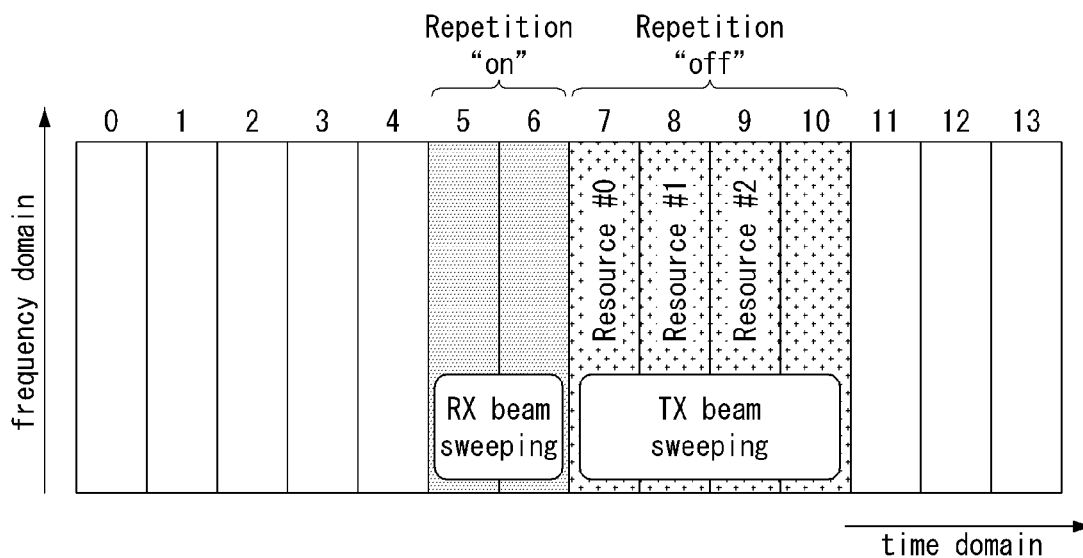 Repetition Repetition
“on” “off”
0 1 2 3 4 5 6 7 8 9 10 11 12 13
Resource #0
Resource #1
Resource #2
RX beam
sweeping
TX beam
sweeping
frequency domain
time domain